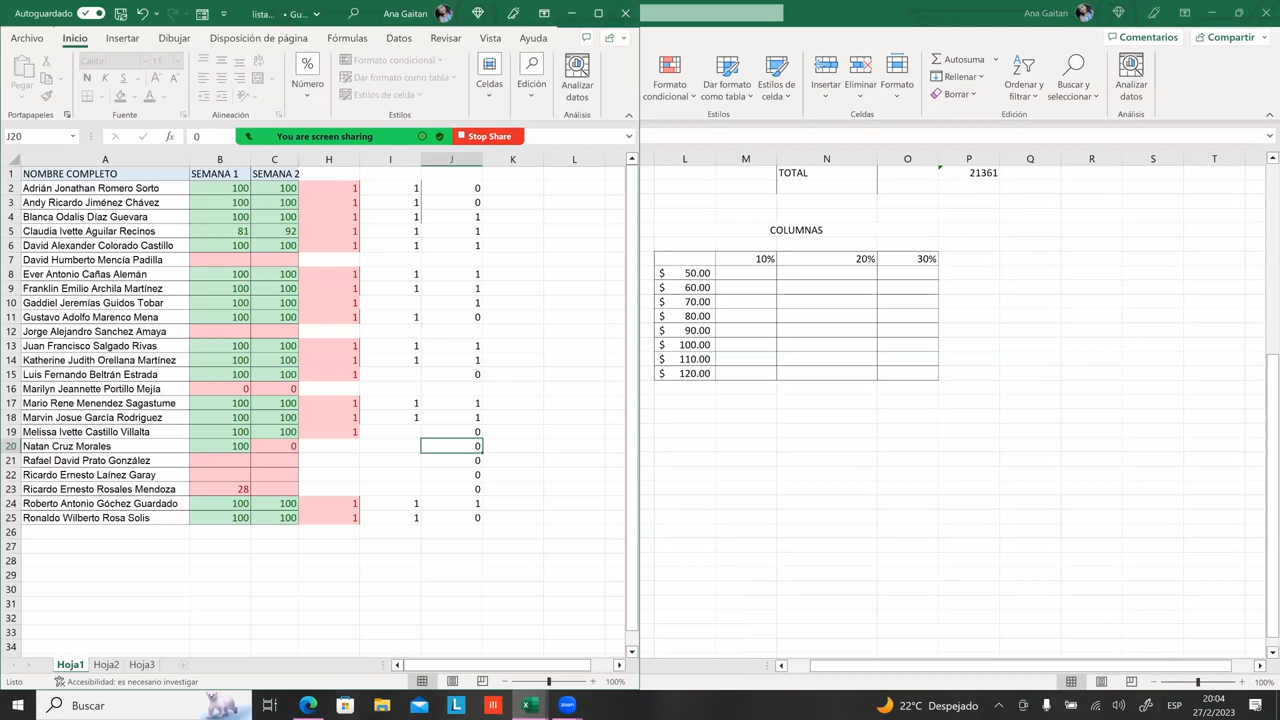 Autoguardado lista... - G... Ana Gaitan
Archivo Inicio Insertar Dibujar Disposición de página Fórmulas Datos Revisar Vista Ayuda
Pegar
Calibri
Número
Formato condicional
Dar formato como tabla
Estilos de celda
Celdas
Edición
Analizar datos
Portapapeles Fuente Alineación Estilos Análisis
J20 fx 0 You are screen sharing Stop Share
A B C H I J K L
1 NOMBRE COMPLETO SEMANA 1 SEMANA 2
2 Adrián Jonathan Romero Sorto 100 100 1 1 0
3 Andy Ricardo Jiménez Chávez 100 100 1 1 0
4 Blanca Odalis Díaz Guevara 100 100 1 1 1
5 Claudia Ivette Aguilar Recinos 81 92 1 1 1
6 David Alexander Colorado Castillo 100 100 1 1 1
7 David Humberto Mencía Padilla
8 Ever Antonio Cañas Alemán 100 100 1 1 1
9 Franklin Emilio Archila Martínez 100 100 1 1 1
10 Gaddiel Jeremías Guidos Tobar 100 100 1 1
11 Gustavo Adolfo Marenco Mena 100 100 1 1 0
12 Jorge Alejandro Sanchez Amaya
13 Juan Francisco Salgado Rivas 100 100 1 1 1
14 Katherine Judith Orellana Martínez 100 100 1 1 1
15 Luis Fernando Beltrán Estrada 100 100 1 0
16 Marilyn Jeannette Portillo Mejía 0 0
17 Mario Rene Menendez Sagastume 100 100 1 1 1
18 Marvin Josue García Rodriguez 100 100 1 1 1
19 Melissa Ivette Castillo Villalta 100 100 1 0
20 Natan Cruz Morales 100 0 0
21 Rafael David Prato González 0
22 Ricardo Ernesto Laínez Garay 0
23 Ricardo Ernesto Rosales Mendoza 28 0
24 Roberto Antonio Góchez Guardado 100 100 1 1 1
25 Ronaldo Wilberto Rosa Solis 100 100 1 1 0
26
27
28
29
30
31
32
33
34
Hoja1 Hoja2 Hoja3
Listo Accesibilidad: es necesario investigar 100%
Ana Gaitan
Comentarios Compartir
Formato condicional
Dar formato como tabla
Estilos de celda
Insertar Eliminar Formato
Autosuma
Rellenar
Borrar
Ordenar y filtrar
Buscar y seleccionar
Analizar datos
Estilos Celdas Edición Análisis
L M N O P Q R S T
TOTAL 21361
COLUMNAS
10% 20% 30%
$ 50.00
$ 60.00
$ 70.00
$ 80.00
$ 90.00
$ 100.00
$ 110.00
$ 120.00
100%
Buscar
22°C Despejado ESP 20:04
27/2/2023